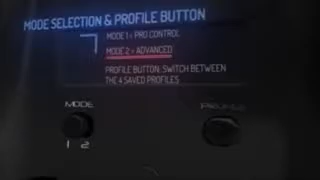 MODE SELECTION & PROFILE BUTTON
MODE 1 = PRO CONTROL
MODE 2 = ADVANCED
PROFILE BUTTON: SWITCH BETWEEN
THE 4 SAVED PROFILES
MODE
PROFILE
1 2